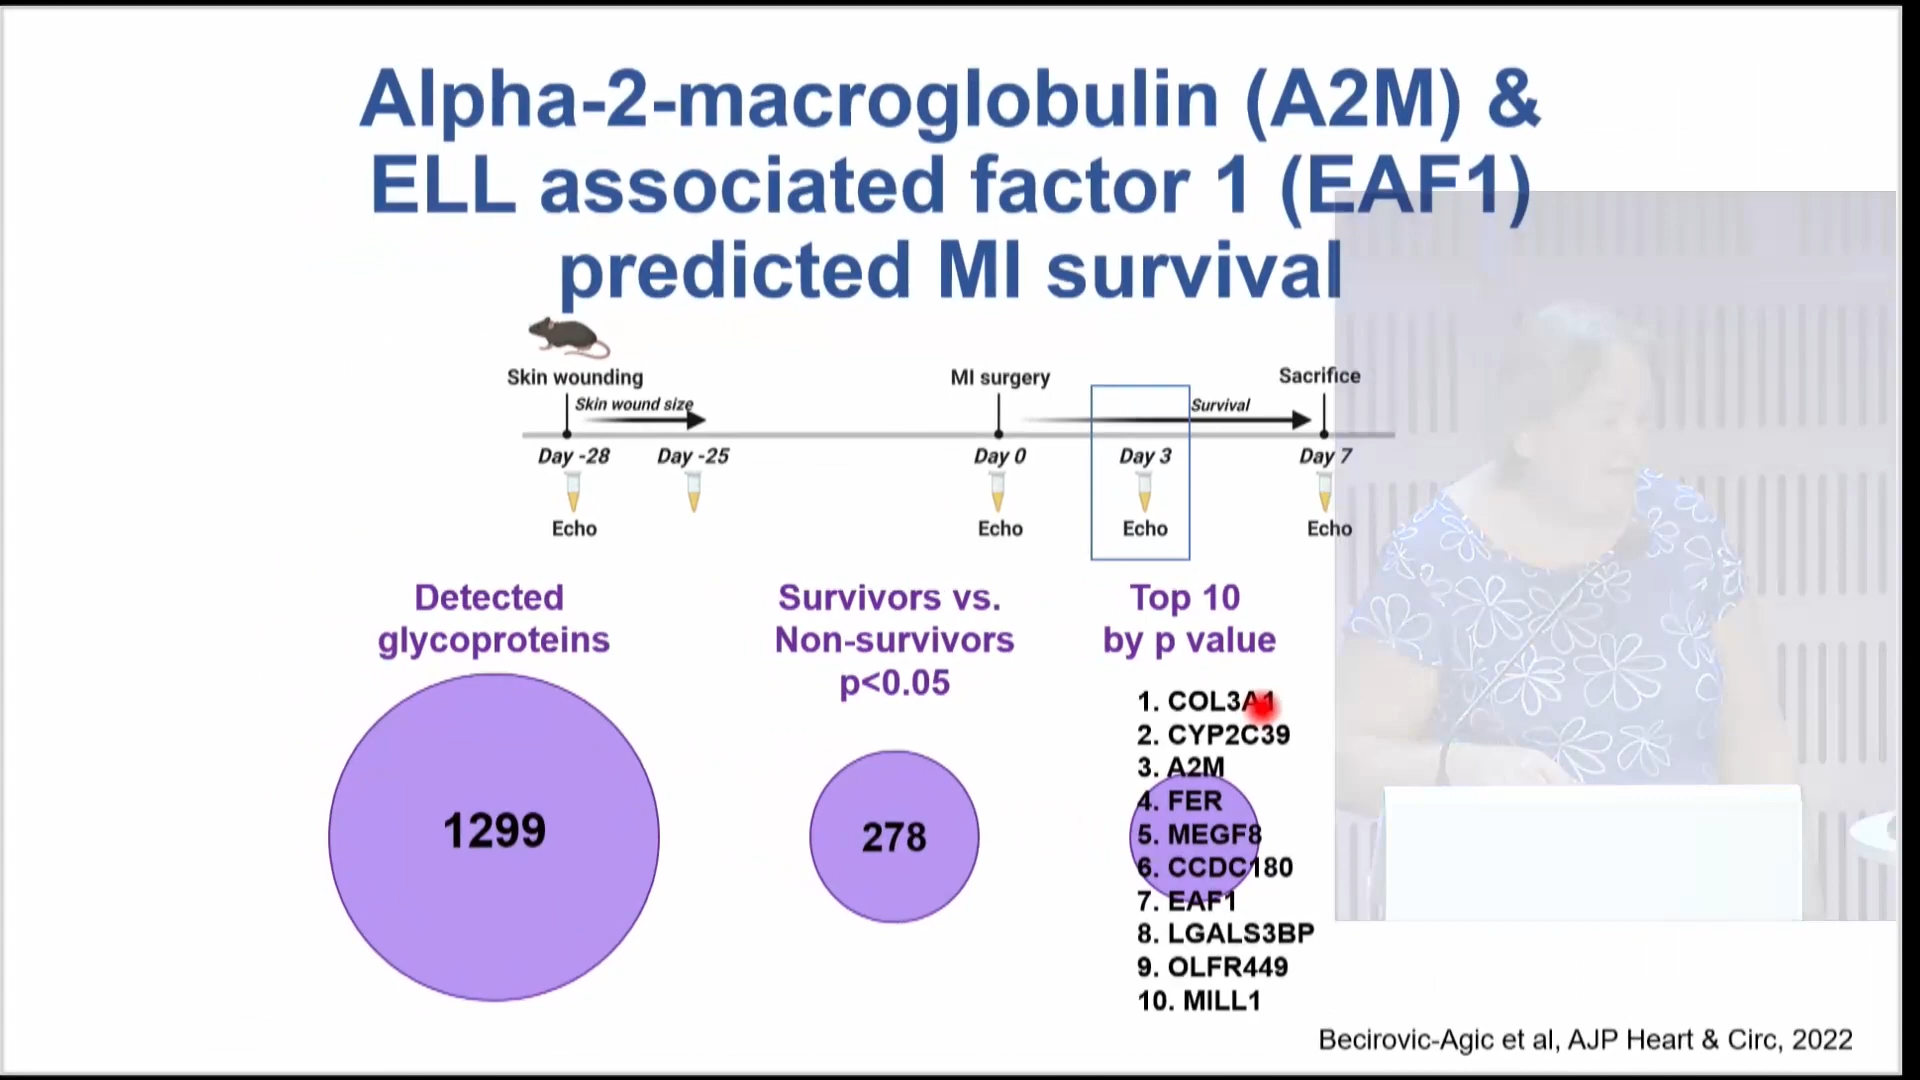 Alpha-2-macroglobulin (A2M) &
ELL associated factor 1 (EAF1)
predicted MI survival
Skin wounding
MI surgery
Sacrifice
Skin wound size
Survival
Day -28
Day -25
Day 0
Day 3
Day 7
Echo
Echo
Echo
Echo
Detected
glycoproteins
1299
Survivors vs.
Non-survivors
p<0.05
278
Top 10
by p value
1. COL3A1
2. CYP2C39
3. A2M
4. FER
5. MEGF8
6. CCDC180
7. EAF1
8. LGALS3BP
9. OLFR449
10. MILL1
Becirovic-Agic et al, AJP Heart & Circ, 2022